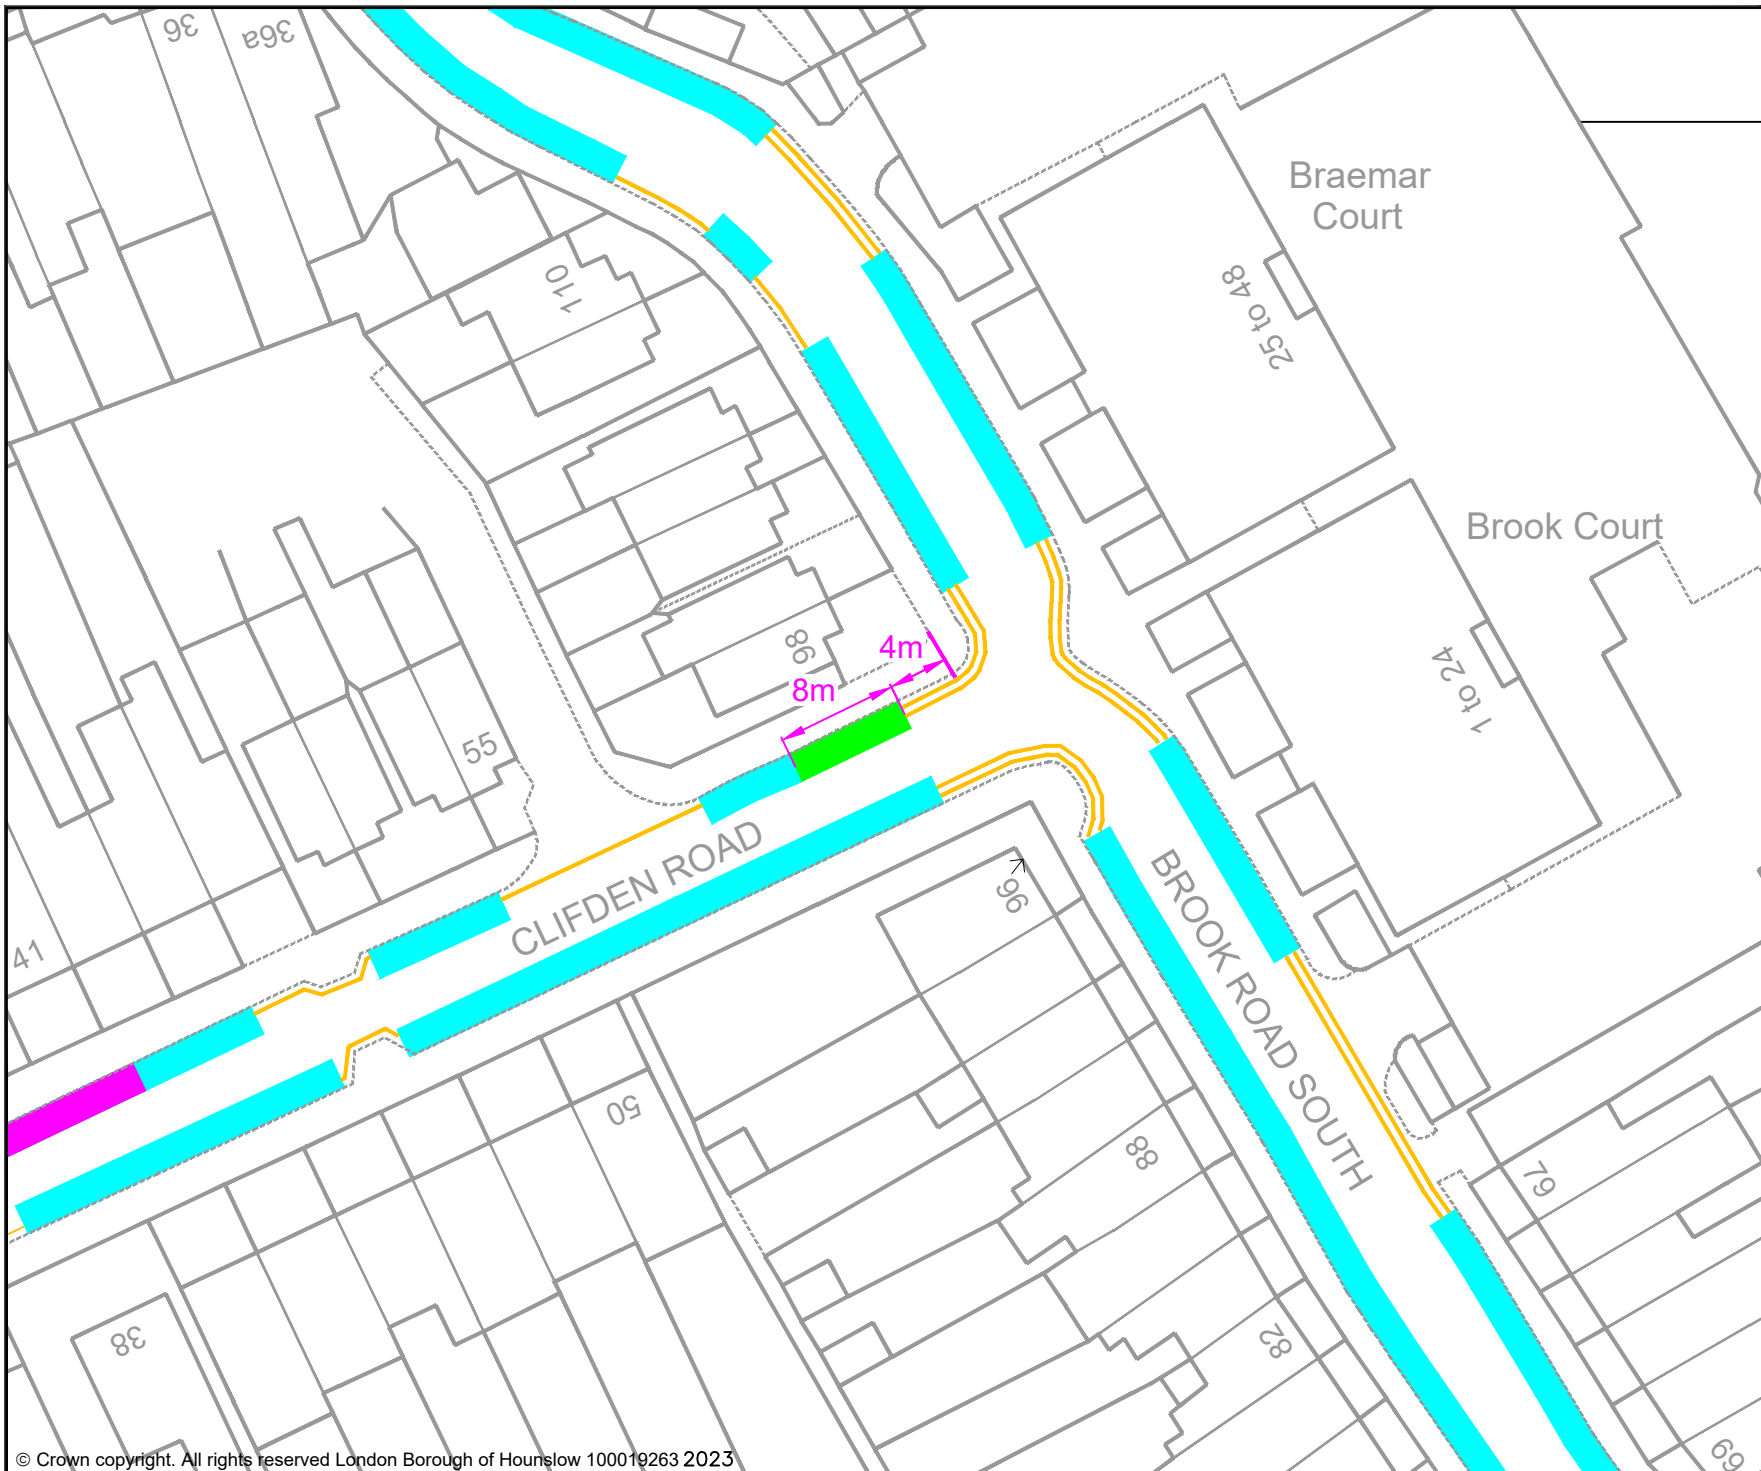 36
36a
Braemar
Court
110
25 to 48
Brook Court
98
4m
8m
1 to 24
55
CLIFDEN ROAD
96
BROOK ROAD SOUTH
41
50
88
79
38
82
69
© Crown copyright. All rights reserved London Borough of Hounslow 100019263 2023